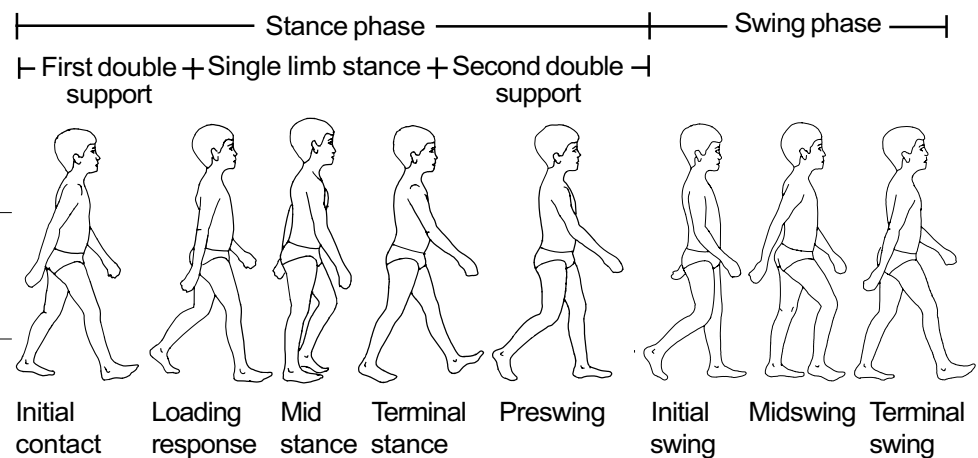 Stance phase
Swing phase
First double support
Single limb stance
Second double support
Initial contact
Loading response
Mid stance
Terminal stance
Preswing
Initial swing
Midswing
Terminal swing